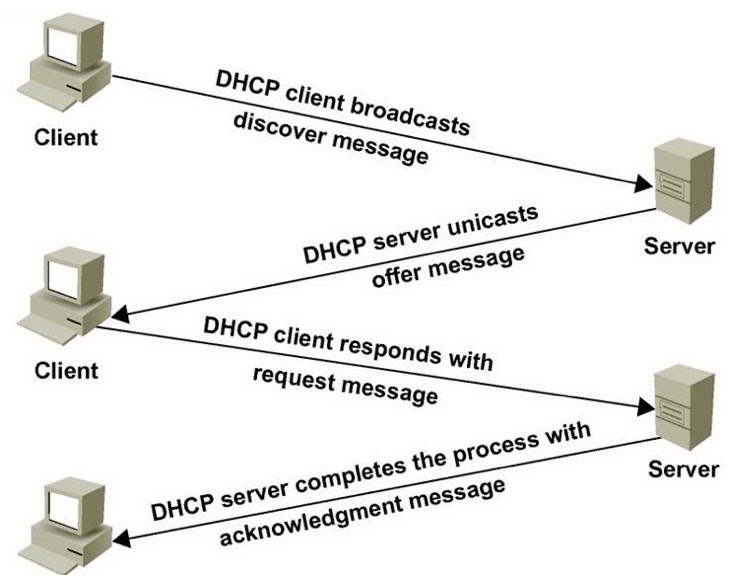 DHCP client broadcasts
discover message
Client
Server
DHCP server unicasts
offer message
DHCP client responds with
request message
Client
Server
DHCP server completes the process with
acknowledgment message